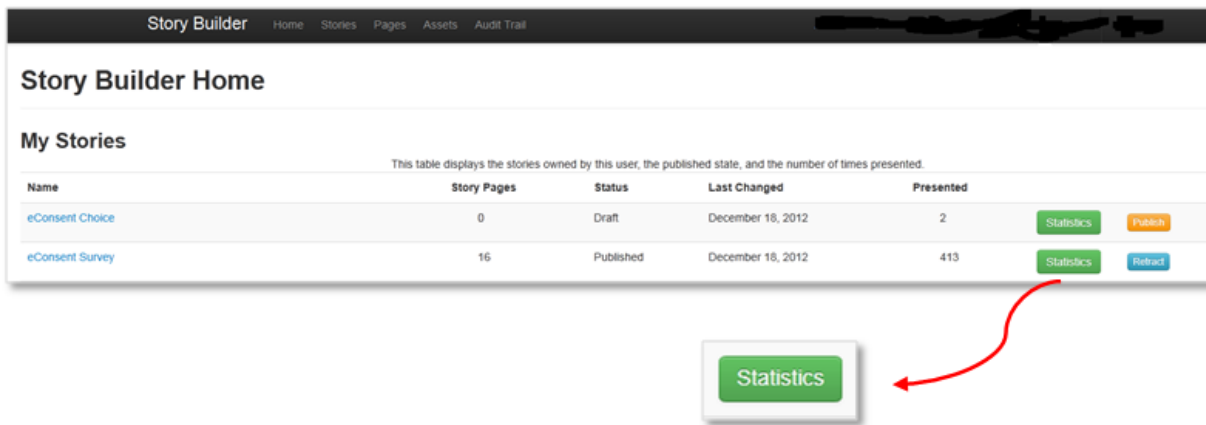 Story Builder Home Stories Pages Assets Audit Trail
Story Builder Home
My Stories
This table displays the stories owned by this user, the published state, and the number of times presented.
Name Story Pages Status Last Changed Presented
eConsent Choice 0 Draft December 18, 2012 2 Statistics Publish
eConsent Survey 16 Published December 18, 2012 413 Statistics Retract
Statistics